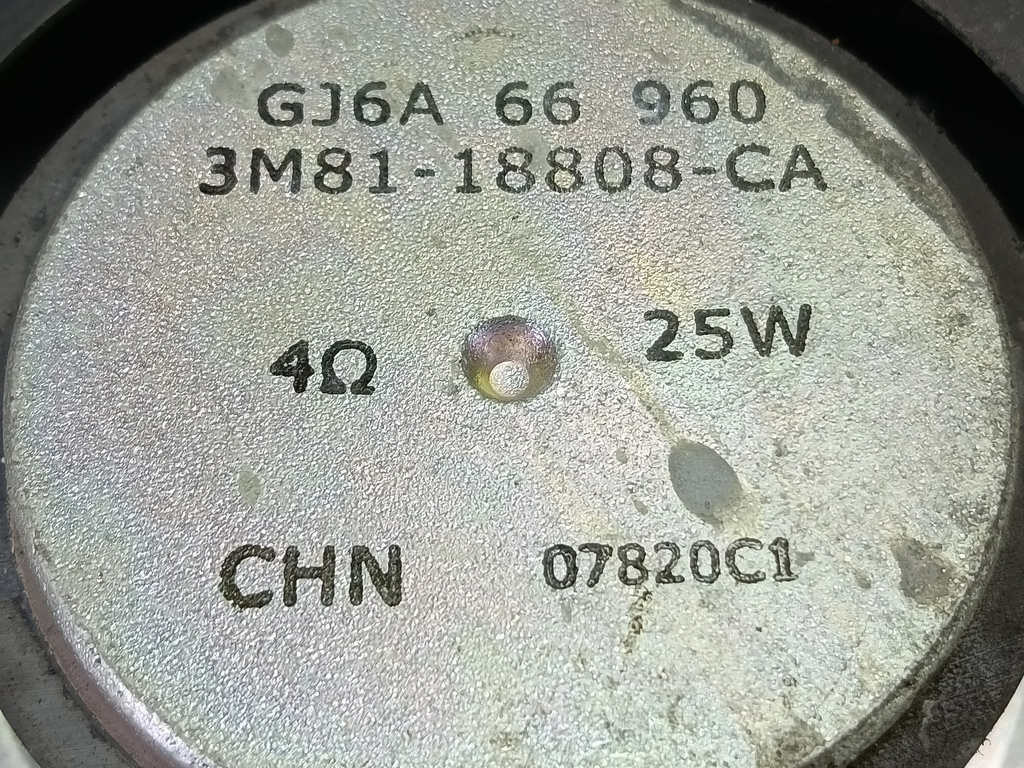 GJ6A 66 960
3M81-18808-CA
4Ω 25W
CHN 07820C1